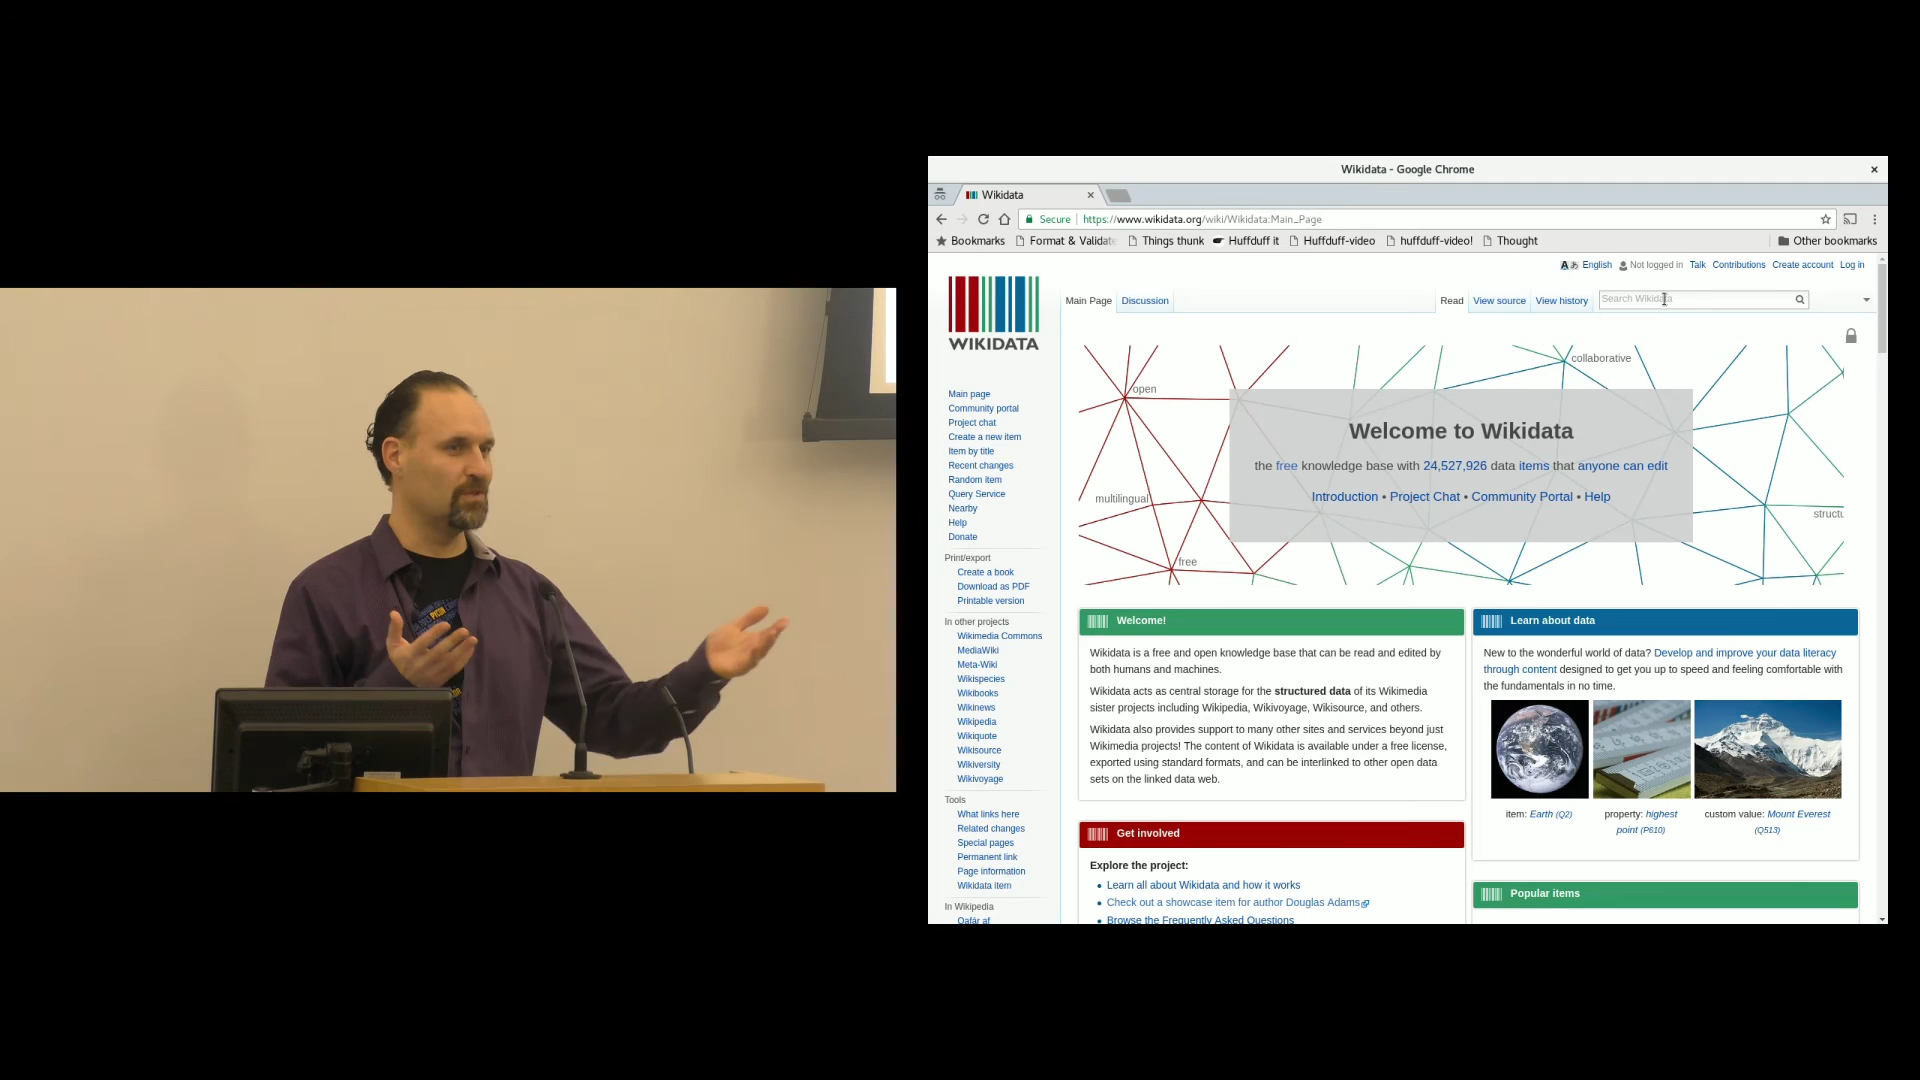 PYCON
Wikidata - Google Chrome
Wikidata
Secure https://www.wikidata.org/wiki/Wikidata:Main_Page
Bookmarks Format & Validate Things thunk Huffduff it Huffduff-video huffduff-video! Thought Other bookmarks
English Not logged in Talk Contributions Create account Log in
Main Page Discussion Read View source View history Search Wikidata
WIKIDATA
Main page
Community portal
Project chat
Create a new item
Item by title
Recent changes
Random item
Query Service
Nearby
Help
Donate
Print/export
Create a book
Download as PDF
Printable version
In other projects
Wikimedia Commons
MediaWiki
Meta-Wiki
Wikispecies
Wikibooks
Wikinews
Wikipedia
Wikiquote
Wikisource
Wikiversity
Wikivoyage
Tools
What links here
Related changes
Special pages
Permanent link
Page information
Wikidata item
In Wikipedia
Qafár af
collaborative
open
multilingual
free
Welcome to Wikidata
the free knowledge base with 24,527,926 data items that anyone can edit
Introduction • Project Chat • Community Portal • Help
Welcome!
Wikidata is a free and open knowledge base that can be read and edited by
both humans and machines.
Wikidata acts as central storage for the structured data of its Wikimedia
sister projects including Wikipedia, Wikivoyage, Wikisource, and others.
Wikidata also provides support to many other sites and services beyond just
Wikimedia projects! The content of Wikidata is available under a free license,
exported using standard formats, and can be interlinked to other open data
sets on the linked data web.
Get involved
Explore the project:
• Learn all about Wikidata and how it works
• Check out a showcase item for author Douglas Adams
• Browse the Frequently Asked Questions
Learn about data
New to the wonderful world of data? Develop and improve your data literacy
through content designed to get you up to speed and feeling comfortable with
the fundamentals in no time.
item: Earth (Q2)
property: highest
point (P610)
custom value: Mount Everest
(Q513)
Popular items